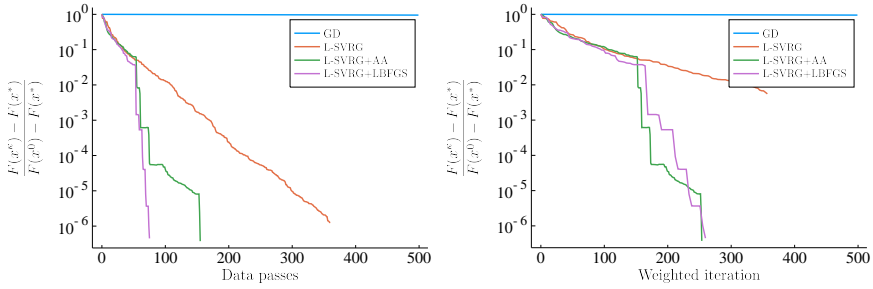 10^0
10^-1
10^-2
10^-3
10^-4
10^-5
10^-6
0 100 200 300 400 500
Data passes
F(x^k) − F(x^*)
F(x^0) − F(x^*)
GD
L-SVRG
L-SVRG+AA
L-SVRG+LBFGS
10^0
10^-1
10^-2
10^-3
10^-4
10^-5
10^-6
0 100 200 300 400 500
Weighted iteration
F(x^k) − F(x^*)
F(x^0) − F(x^*)
GD
L-SVRG
L-SVRG+AA
L-SVRG+LBFGS